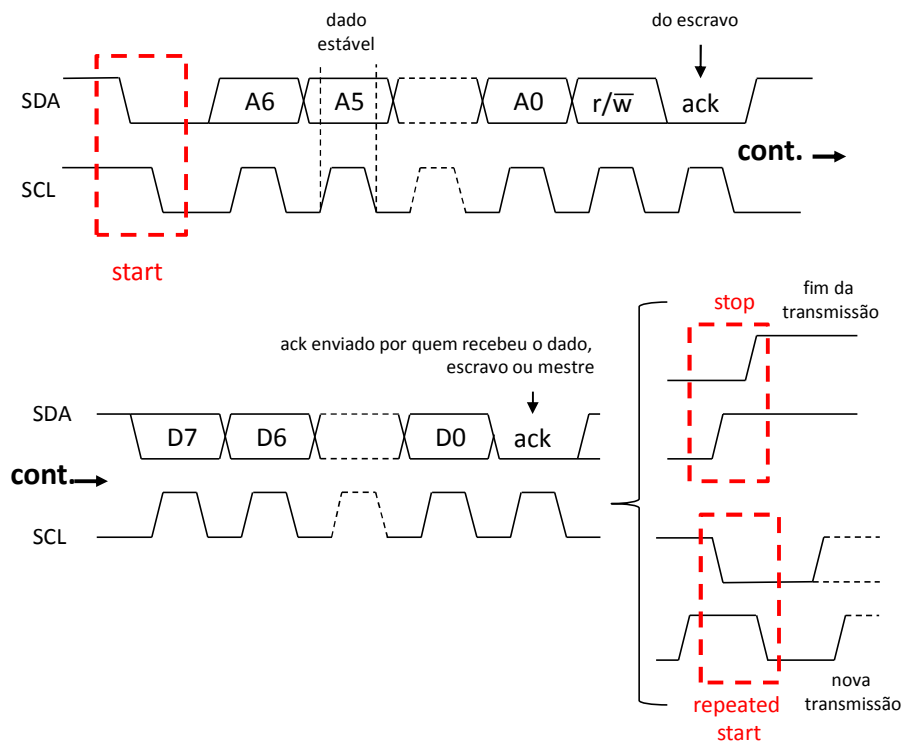 dado
estável
do escravo
SDA
A6
A5
A0
r/w̅
ack
cont.
SCL
start
stop
fim da
transmissão
ack enviado por quem recebeu o dado,
escravo ou mestre
SDA
D7
D6
D0
ack
cont.
SCL
repeated
start
nova
transmissão